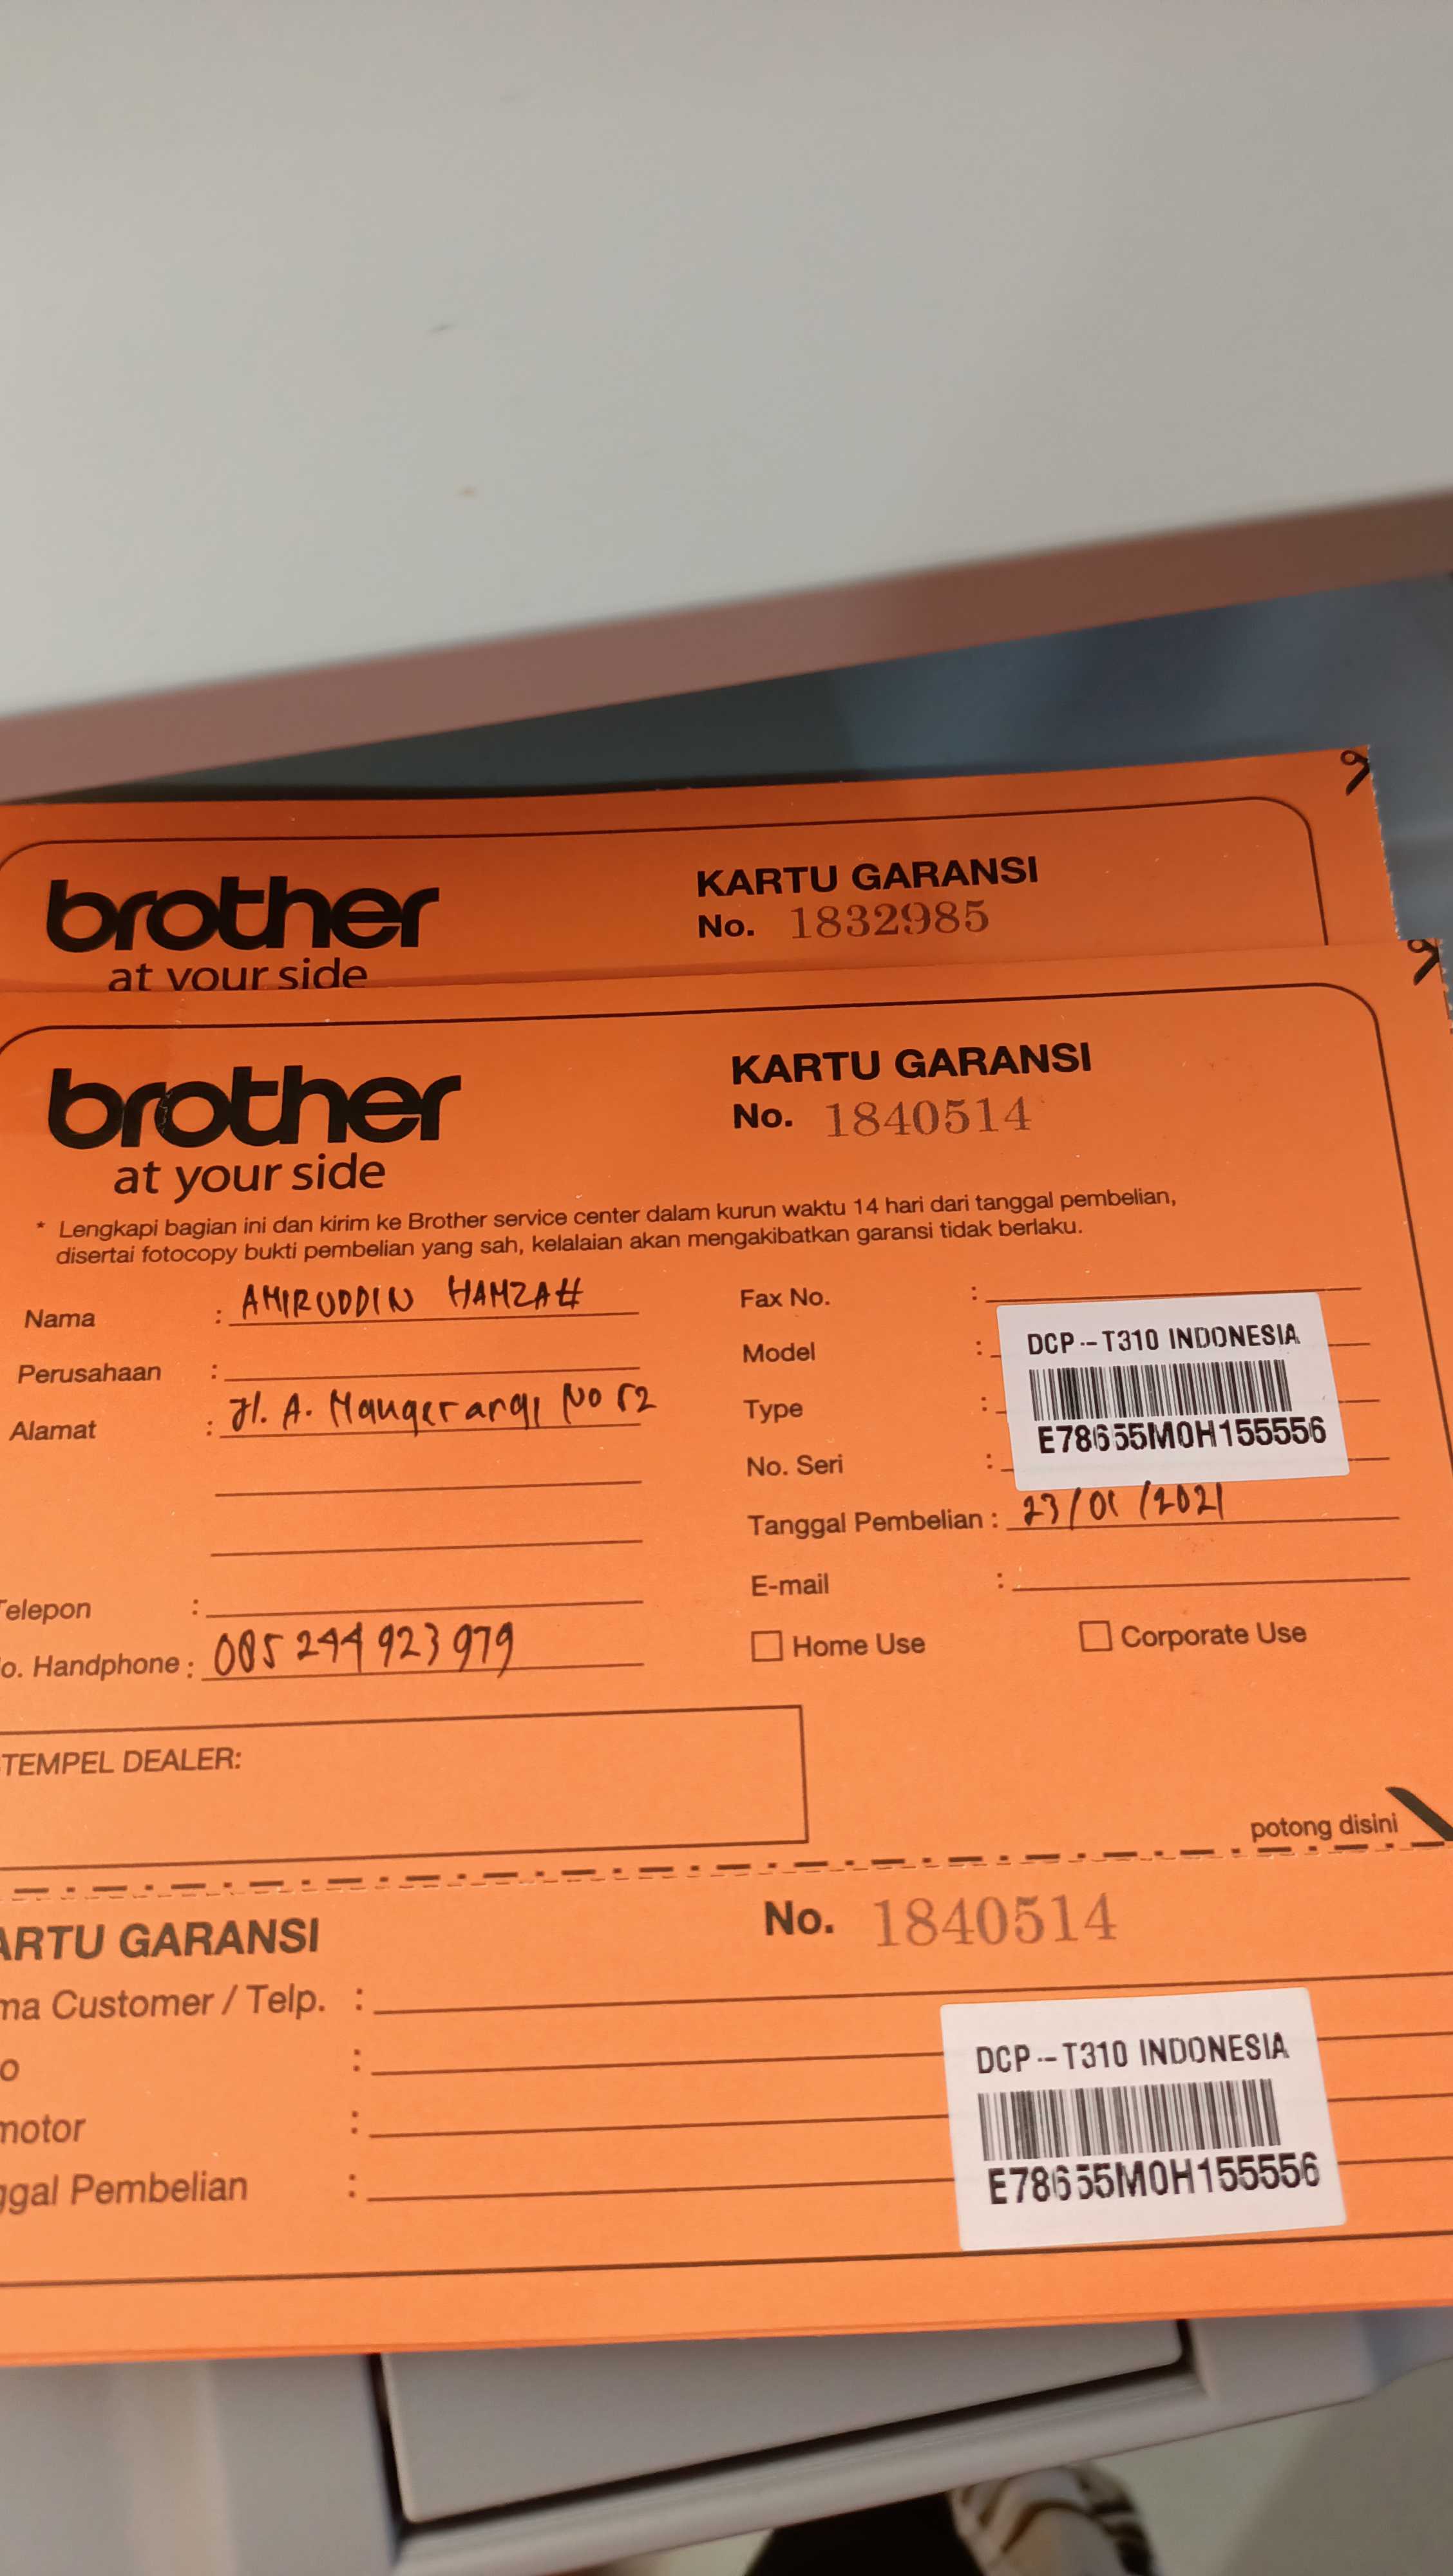 brother
at your side
KARTU GARANSI
No. 1832985
brother
at your side
KARTU GARANSI
No. 1840514
* Lengkapi bagian ini dan kirim ke Brother service center dalam kurun waktu 14 hari dari tanggal pembelian,
disertai fotocopy bukti pembelian yang sah, kelalaian akan mengakibatkan garansi tidak berlaku.
Nama : AMIRUDDIN HAMZAH
Perusahaan :
Alamat : Jl. A. Mangerangi No 52
Telepon :
o. Handphone : 085 244 923 979
Fax No. :
Model :
Type :
No. Seri :
DCP-T310 INDONESIA
E78655M0H155556
Tanggal Pembelian : 23/01/2021
E-mail :
Home Use
Corporate Use
TEMPEL DEALER:
potong disini
ARTU GARANSI
No. 1840514
ma Customer / Telp. :
o :
motor :
ggal Pembelian :
DCP-T310 INDONESIA
E78655M0H155556